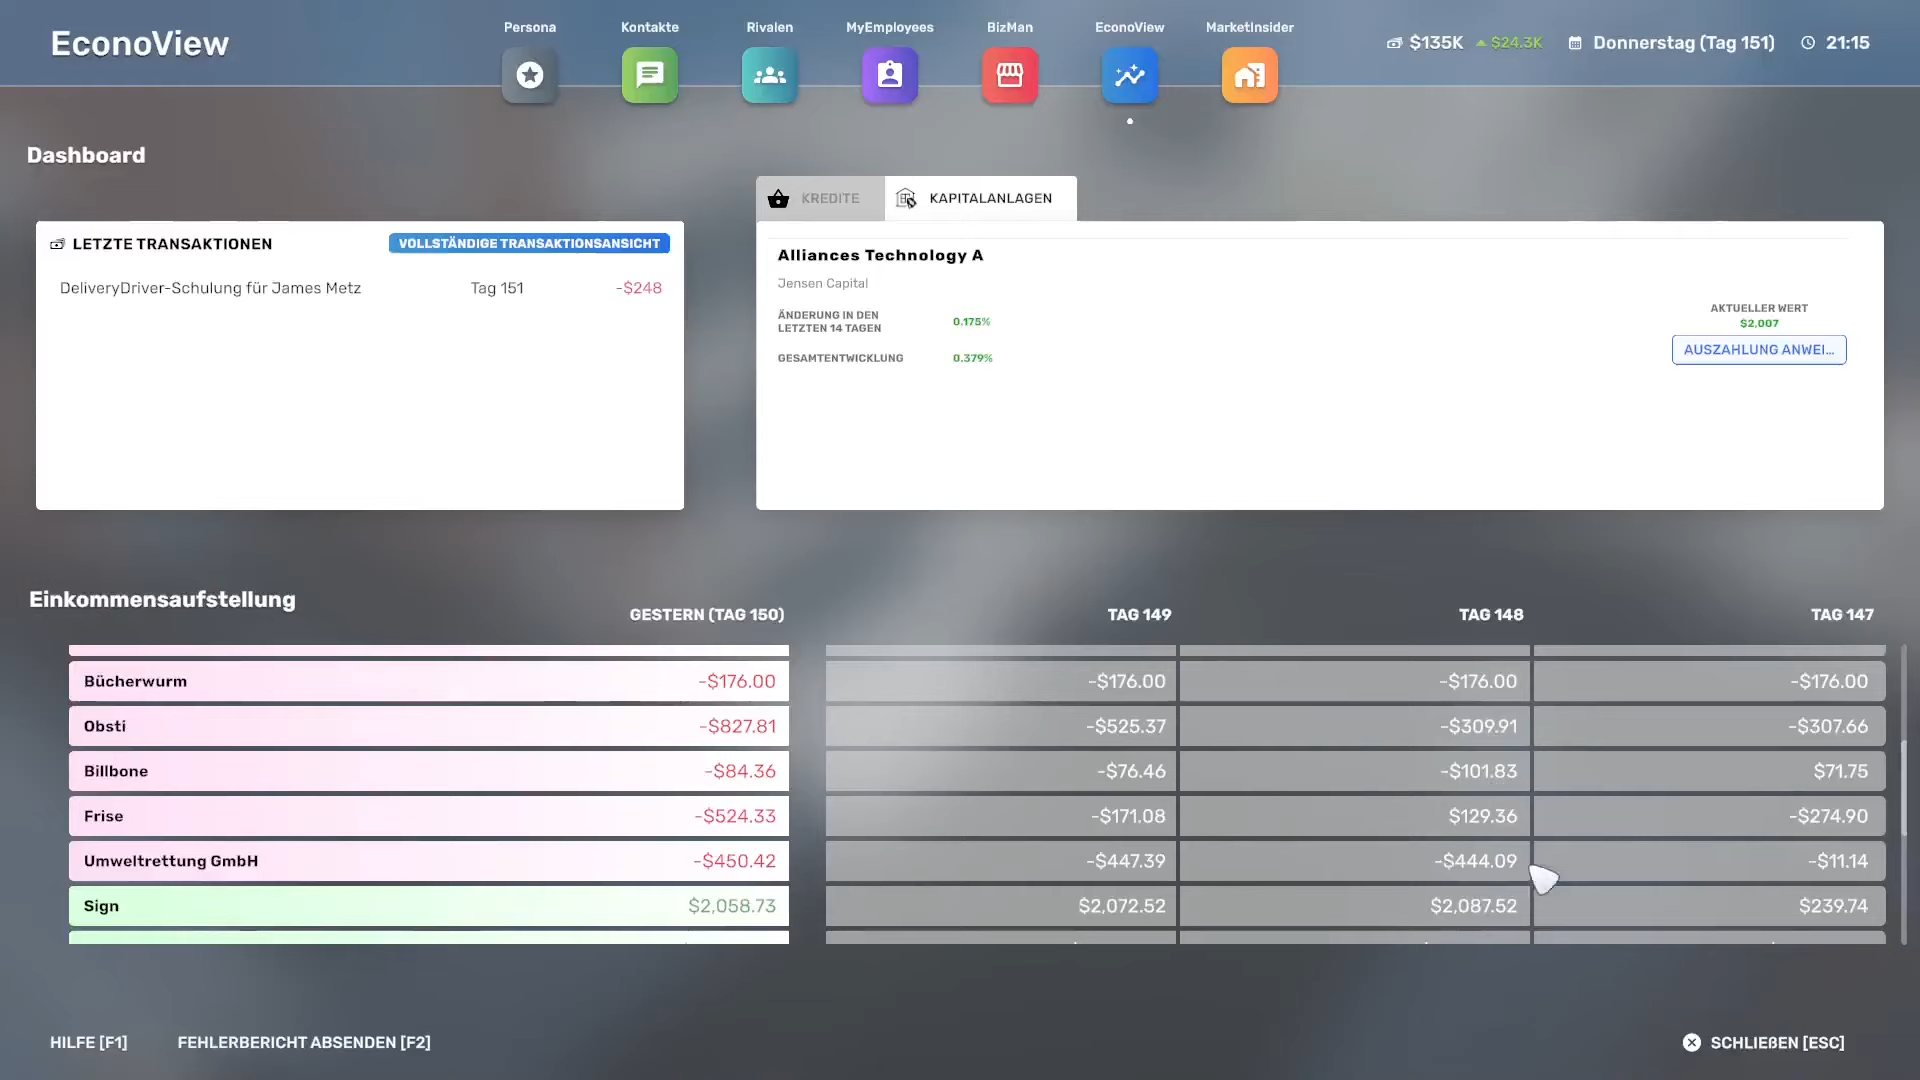 EconoView
Persona
Kontakte
Rivalen
MyEmployees
BizMan
EconoView
MarketInsider
$135K
$24.3K
Donnerstag (Tag 151)
21:15
Dashboard
LETZTE TRANSAKTIONEN
VOLLSTÄNDIGE TRANSAKTIONSANSICHT
DeliveryDriver-Schulung für James Metz Tag 151 -$248
KREDITE
KAPITALANLAGEN
Alliances Technology A
Jensen Capital
ÄNDERUNG IN DEN
LETZTEN 14 TAGEN
0.175%
GESAMTENTWICKLUNG 0.379%
AKTUELLER WERT
$2,007
AUSZAHLUNG ANWEI...
Einkommensaufstellung
GESTERN (TAG 150) TAG 149 TAG 148 TAG 147
Bücherwurm -$176.00 -$176.00 -$176.00 -$176.00
Obsti -$827.81 -$525.37 -$309.91 -$307.66
Billbone -$84.36 -$76.46 -$101.83 $71.75
Frise -$524.33 -$171.08 $129.36 -$274.90
Umweltrettung GmbH -$450.42 -$447.39 -$444.09 -$11.14
Sign $2,058.73 $2,072.52 $2,087.52 $239.74
HILFE [F1]
FEHLERBERICHT ABSENDEN [F2]
SCHLIEßEN [ESC]